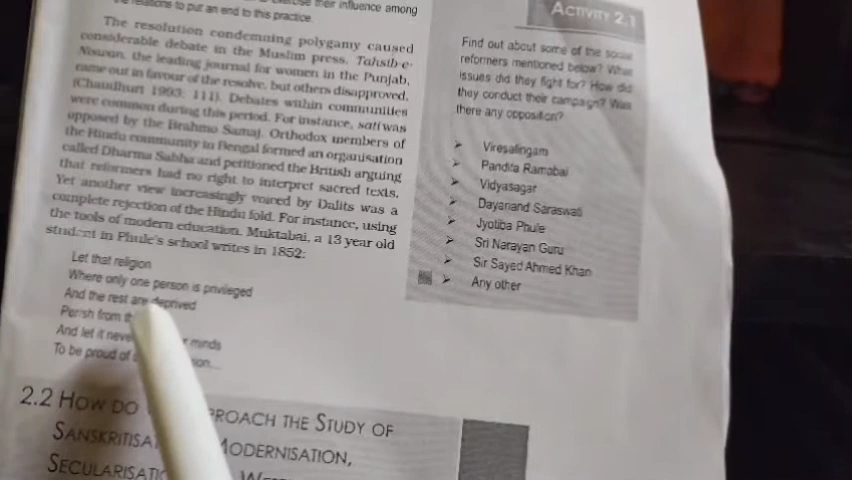 their influence among
the relations to put an end to this practice.
The resolution condemning polygamy caused
considerable debate in the Muslim press. Tahsib-e-
Niswan, the leading journal for women in the Punjab,
came out in favour of the resolve, but others disapproved.
(Chaudhuri 1993: 111). Debates within communities
were common during this period. For instance, sati was
opposed by the Brahmo Samaj. Orthodox members of
the Hindu community in Bengal formed an organisation
called Dharma Sabha and petitioned the British arguing
that reformers had no right to interpret sacred texts.
Yet another view increasingly voiced by Dalits was a
complete rejection of the Hindu fold. For instance, using
the tools of modern education, Muktabai, a 13 year old
student in Phule's school writes in 1852:
Let that religion
Where only one person is privileged
And the rest are deprived
Perish from
And let it never minds
To be proud of
2.2 HOW DO APPROACH THE STUDY OF
SANSKRITISA MODERNISATION,
SECULARISATI
ACTIVITY 2.1
Find out about some of the social
reformers mentioned below? What
issues did they fight for? How did
they conduct their campaign? Was
there any opposition?
➢ Viresalingam
➢ Pandita Ramabai
➢ Vidyasagar
➢ Dayanand Saraswati
➢ Jyotiba Phule
➢ Sri Narayan Guru
➢ Sir Sayed Ahmed Khan
➢ Any other